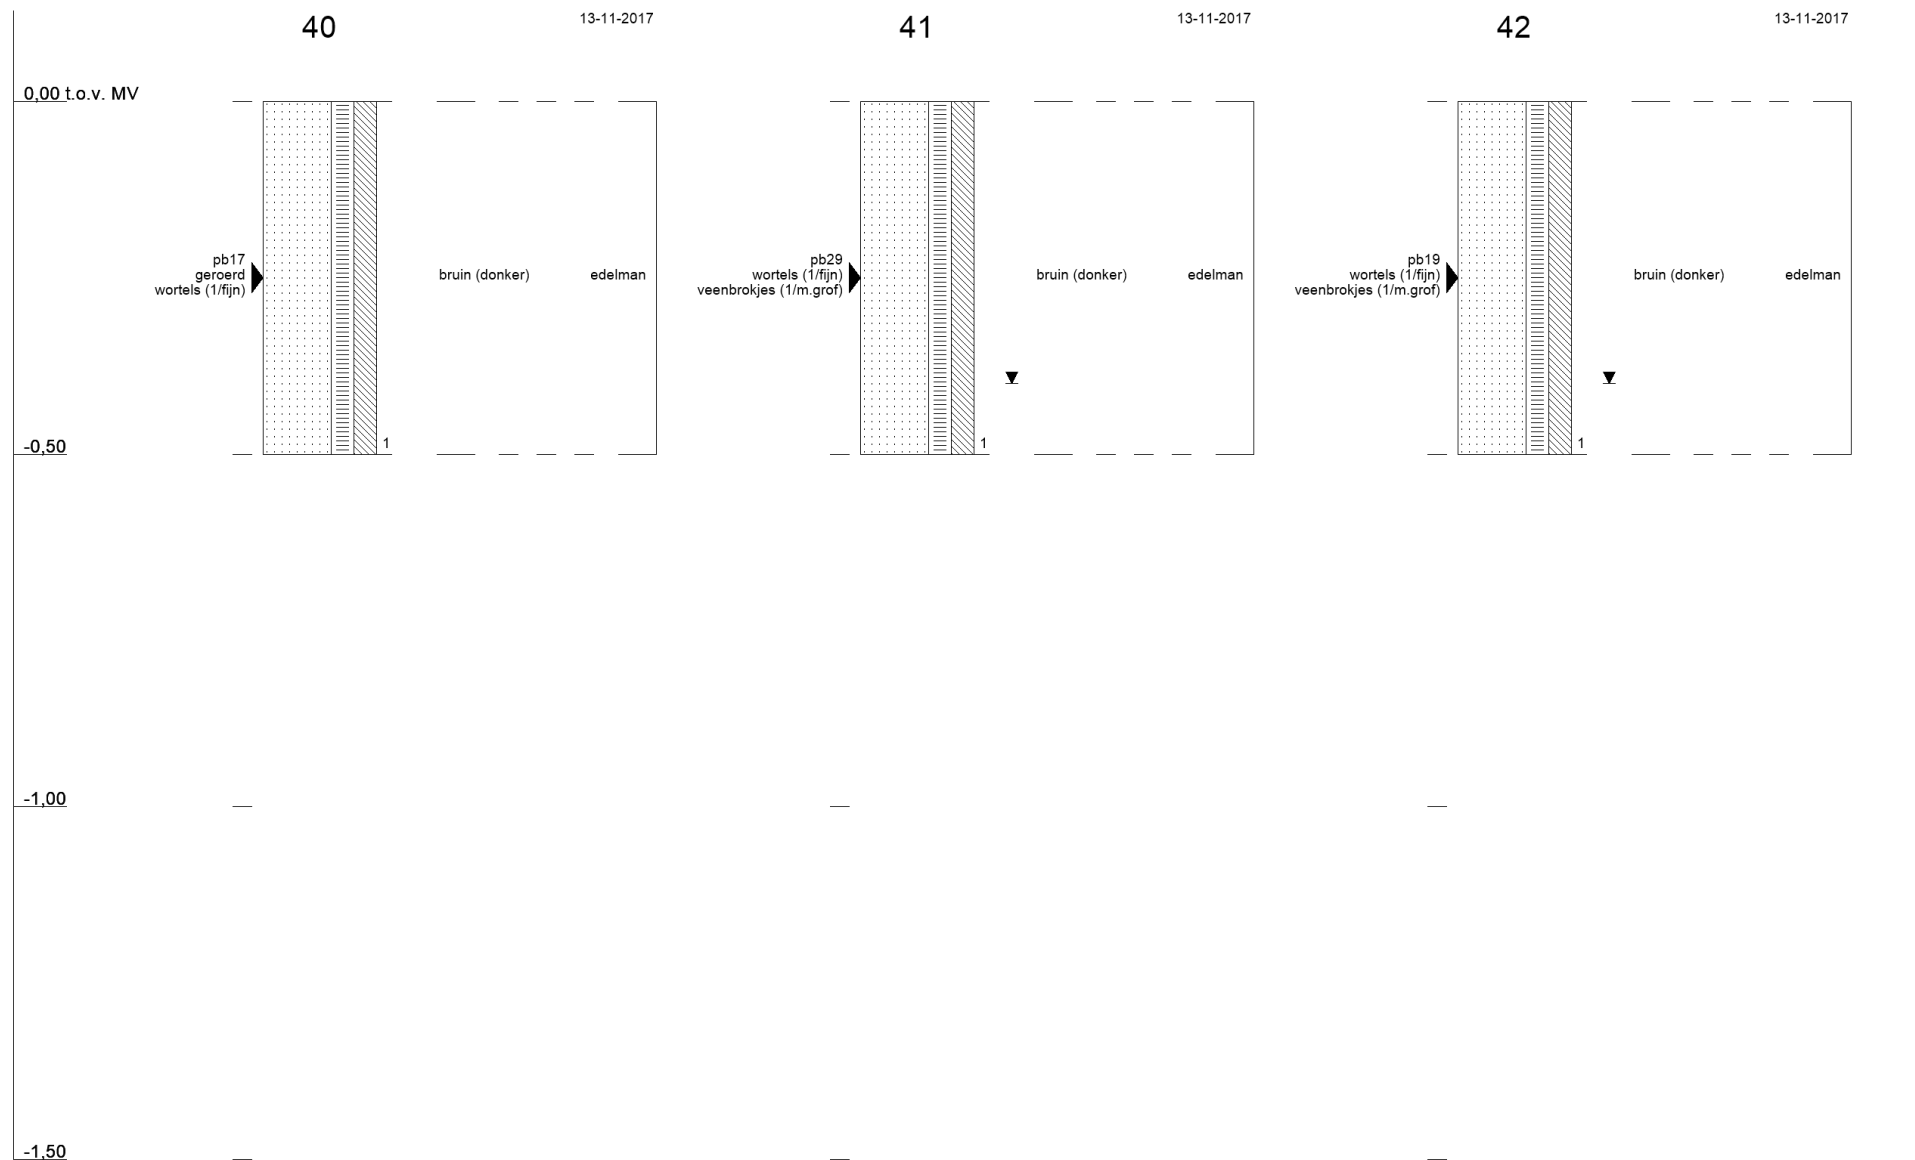 40
13-11-2017
41
13-11-2017
42
13-11-2017
0,00 t.o.v. MV
pb17
geroerd
wortels (1/fijn)
bruin (donker)
edelman
1
pb29
wortels (1/fijn)
veenbrokjes (1/m.grof)
bruin (donker)
edelman
1
pb19
wortels (1/fijn)
veenbrokjes (1/m.grof)
bruin (donker)
edelman
1
-0,50
-1,00
-1,50